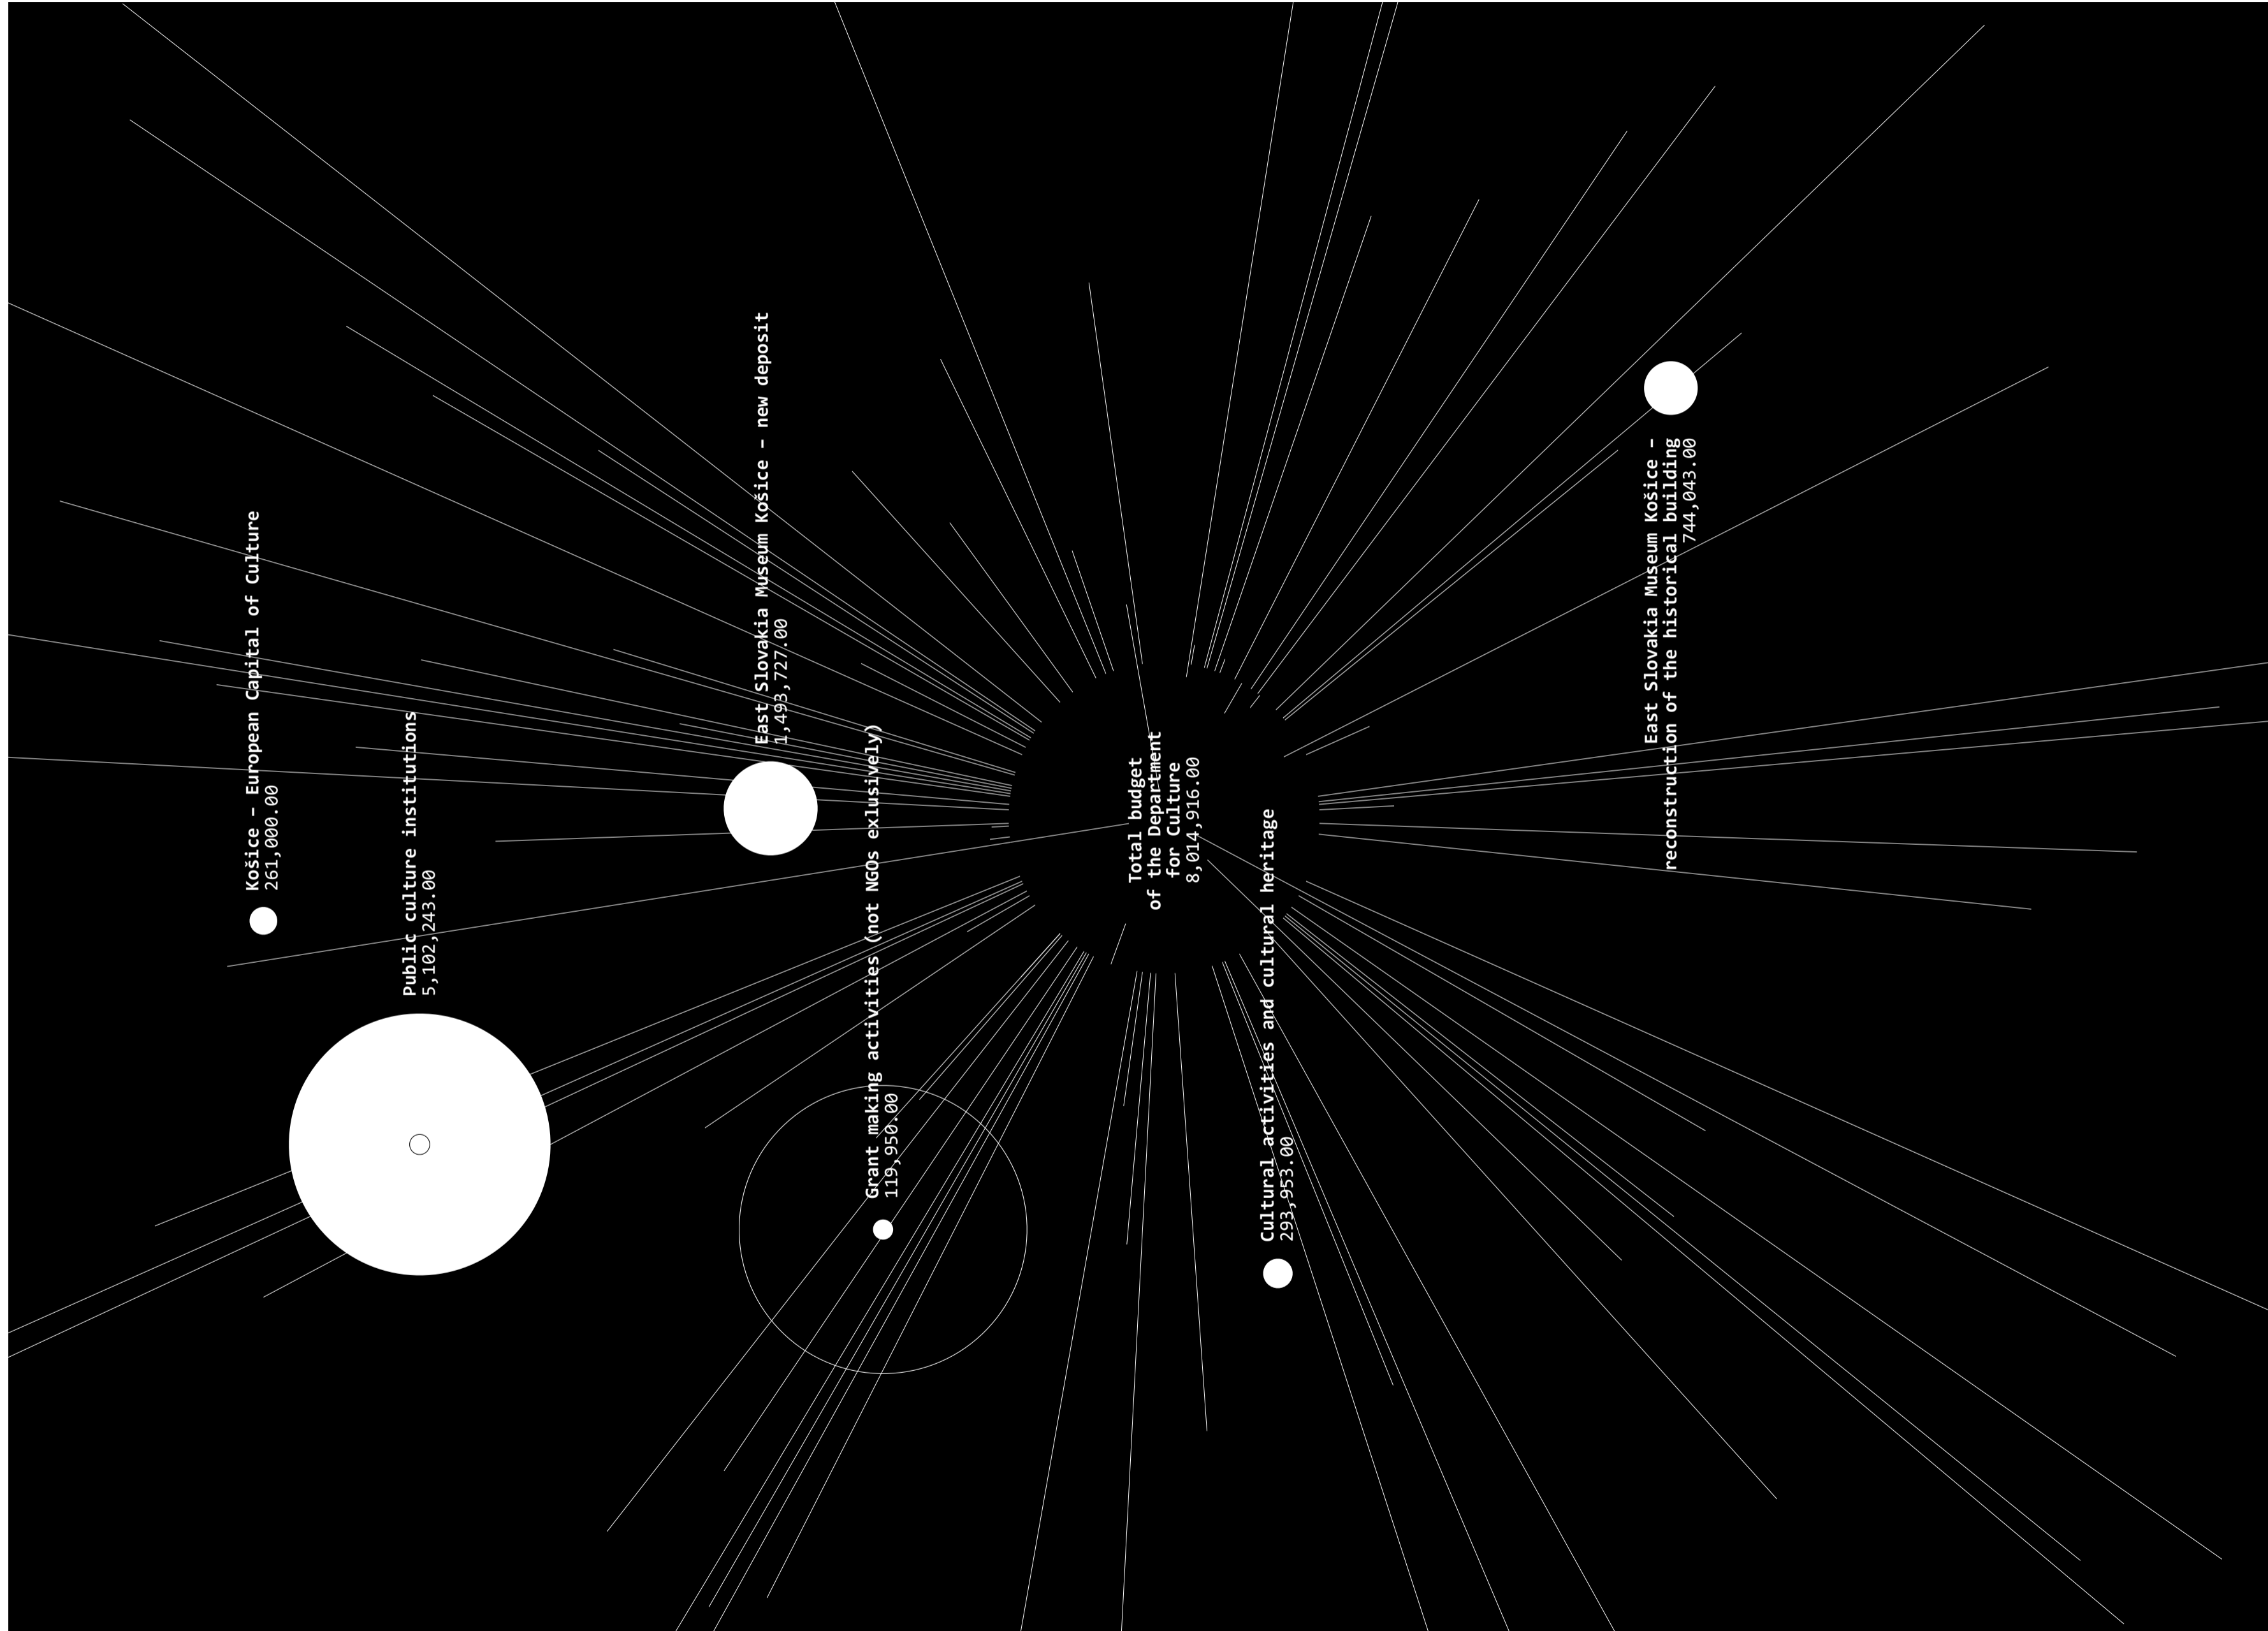 Košice – European Capital of Culture
261,000.00
Public culture institutions
5,102,243.00
East Slovakia Museum Košice – new deposit
1,493,727.00
Grant making activities (not NGOs exlusively)
119,950.00
Total budget
of the Department
for Culture
8,014,916.00
Cultural activities and cultural heritage
293,953.00
East Slovakia Museum Košice –
reconstruction of the historical building
744,043.00